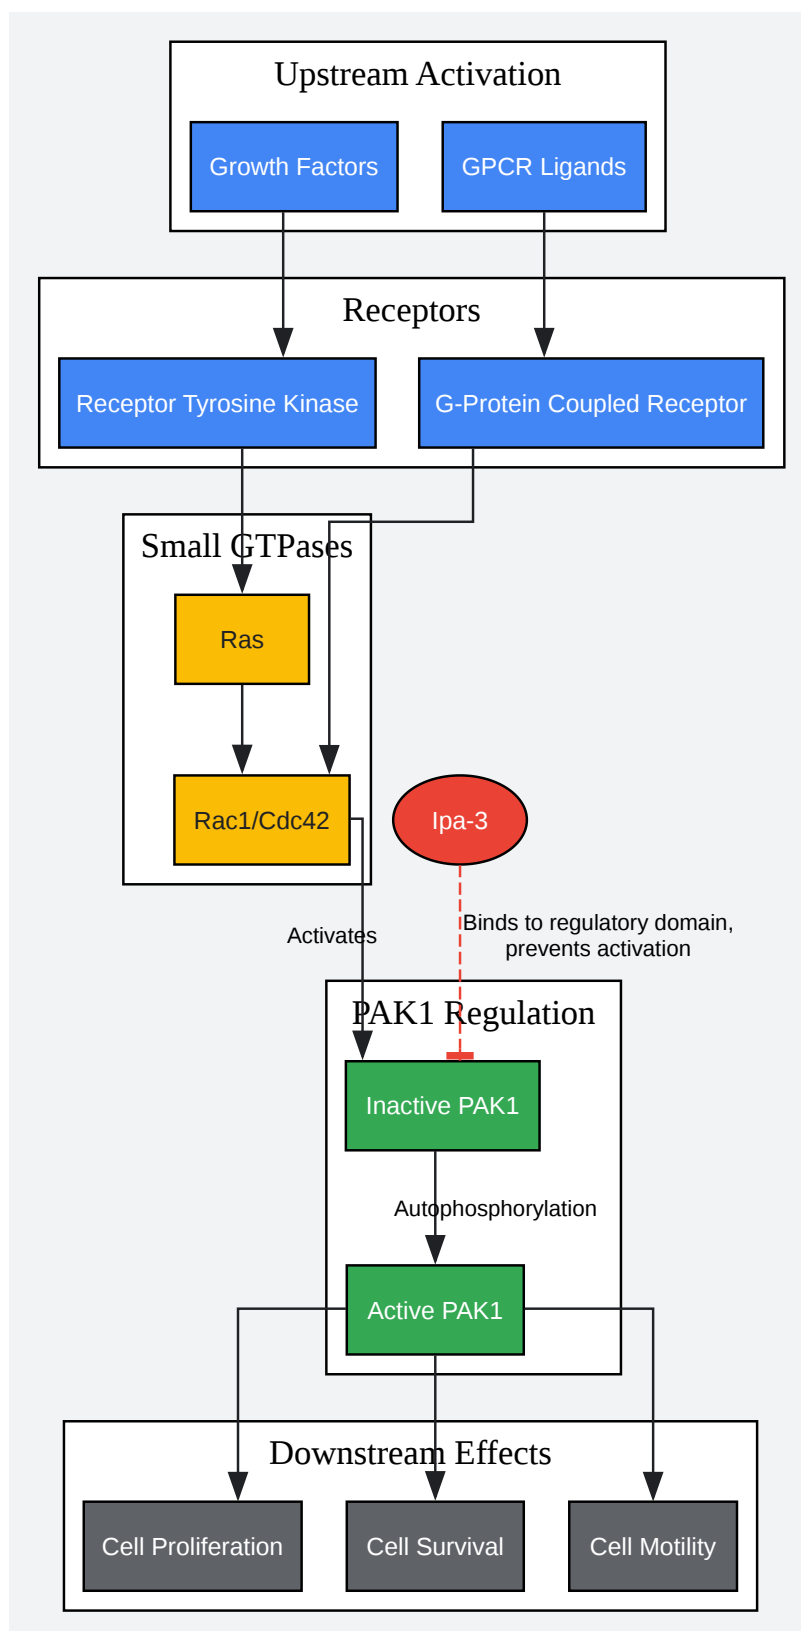 Upstream Activation
Growth Factors
GPCR Ligands
Receptors
Receptor Tyrosine Kinase
G-Protein Coupled Receptor
Small GTPases
Ras
Rac1/Cdc42
Ipa-3
Activates
Binds to regulatory domain,
prevents activation
PAK1 Regulation
Inactive PAK1
Autophosphorylation
Active PAK1
Downstream Effects
Cell Proliferation
Cell Survival
Cell Motility